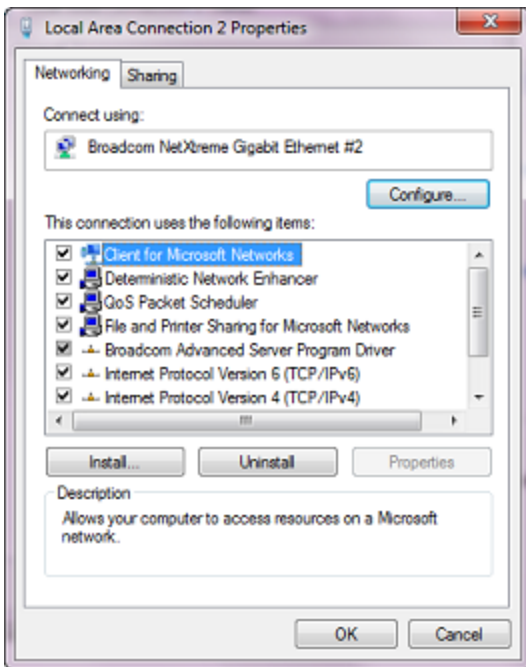 Local Area Connection 2 Properties
Networking
Sharing
Connect using:
Broadcom NetXtreme Gigabit Ethernet #2
Configure...
This connection uses the following items:
Client for Microsoft Networks
Deterministic Network Enhancer
QoS Packet Scheduler
File and Printer Sharing for Microsoft Networks
Broadcom Advanced Server Program Driver
Internet Protocol Version 6 (TCP/IPv6)
Internet Protocol Version 4 (TCP/IPv4)
Install...
Uninstall
Properties
Description
Allows your computer to access resources on a Microsoft
network.
OK
Cancel